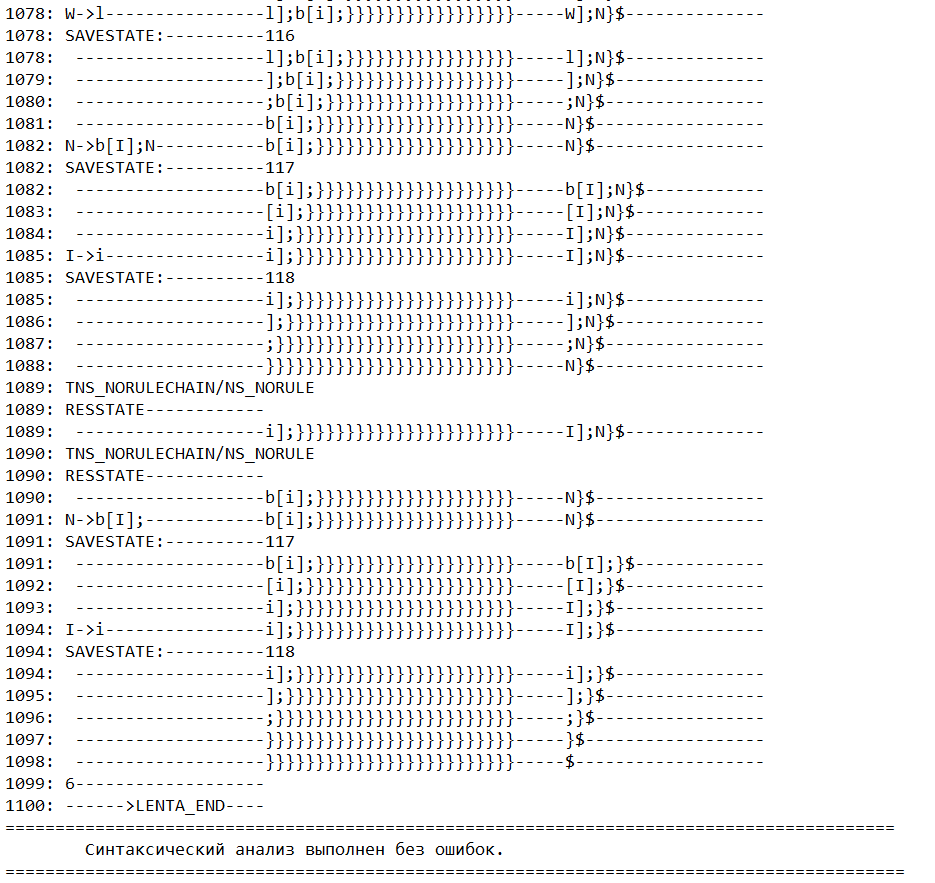 1078: W->l----------------l];b[i];}}}}}}}}}}}}}}}}}-----W];N}$--------------
1078: SAVESTATE:----------116
1078:  -------------------l];b[i];}}}}}}}}}}}}}}}}}-----l];N}$--------------
1079:  -------------------];b[i];}}}}}}}}}}}}}}}}}}-----];N}$---------------
1080:  -------------------;b[i];}}}}}}}}}}}}}}}}}}}-----;N}$----------------
1081:  -------------------b[i];}}}}}}}}}}}}}}}}}}}}-----N}$-----------------
1082: N->b[I];N-----------b[i];}}}}}}}}}}}}}}}}}}}}-----N}$-----------------
1082: SAVESTATE:----------117
1082:  -------------------b[i];}}}}}}}}}}}}}}}}}}}}-----b[I];N}$------------
1083:  -------------------[i];}}}}}}}}}}}}}}}}}}}}}-----[I];N}$-------------
1084:  -------------------i];}}}}}}}}}}}}}}}}}}}}}}-----I];N}$--------------
1085: I->i----------------i];}}}}}}}}}}}}}}}}}}}}}}-----I];N}$--------------
1085: SAVESTATE:----------118
1085:  -------------------i];}}}}}}}}}}}}}}}}}}}}}}-----i];N}$--------------
1086:  -------------------];}}}}}}}}}}}}}}}}}}}}}}}-----];N}$---------------
1087:  -------------------;}}}}}}}}}}}}}}}}}}}}}}}}-----;N}$----------------
1088:  -------------------}}}}}}}}}}}}}}}}}}}}}}}}}-----N}$-----------------
1089: TNS_NORULECHAIN/NS_NORULE
1089: RESSTATE------------
1089:  -------------------i];}}}}}}}}}}}}}}}}}}}}}}-----I];N}$--------------
1090: TNS_NORULECHAIN/NS_NORULE
1090: RESSTATE------------
1090:  -------------------b[i];}}}}}}}}}}}}}}}}}}}}-----N}$-----------------
1091: N->b[I];------------b[i];}}}}}}}}}}}}}}}}}}}}-----N}$-----------------
1091: SAVESTATE:----------117
1091:  -------------------b[i];}}}}}}}}}}}}}}}}}}}}-----b[I];}$-------------
1092:  -------------------[i];}}}}}}}}}}}}}}}}}}}}}-----[I];}$--------------
1093:  -------------------i];}}}}}}}}}}}}}}}}}}}}}}-----I];}$---------------
1094: I->i----------------i];}}}}}}}}}}}}}}}}}}}}}}-----I];}$---------------
1094: SAVESTATE:----------118
1094:  -------------------i];}}}}}}}}}}}}}}}}}}}}}}-----i];}$---------------
1095:  -------------------];}}}}}}}}}}}}}}}}}}}}}}}-----];}$----------------
1096:  -------------------;}}}}}}}}}}}}}}}}}}}}}}}}-----;}$-----------------
1097:  -------------------}}}}}}}}}}}}}}}}}}}}}}}}}-----}$------------------
1098:  -------------------}}}}}}}}}}}}}}}}}}}}}}}}}-----$-------------------
1099: 6-------------------
1100: ------>LENTA_END----
=========================================================================================
        Синтаксический анализ выполнен без ошибок.
==========================================================================================